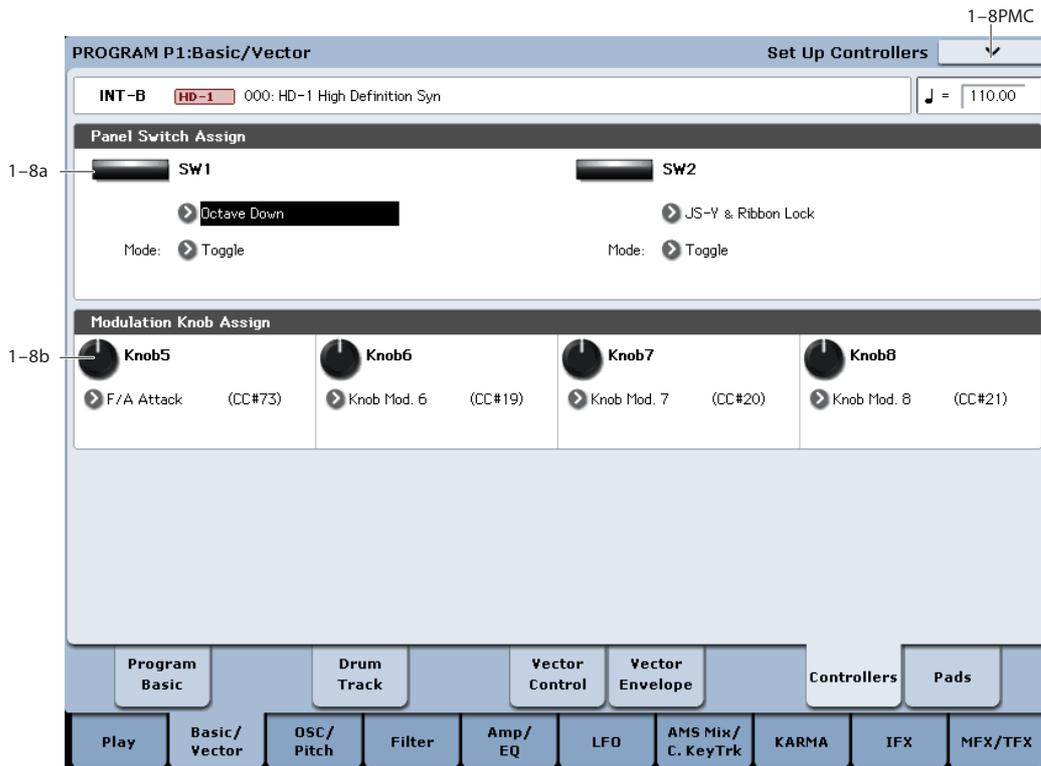 1–8PMC
PROGRAM P1:Basic/Vector Set Up Controllers
INT-B HD-1 000: HD-1 High Definition Syn ♩ = 110.00
Panel Switch Assign
1–8a SW1 SW2
Octave Down JS-Y & Ribbon Lock
Mode: Toggle Mode: Toggle
Modulation Knob Assign
1–8b Knob5 Knob6 Knob7 Knob8
F/A Attack (CC#73) Knob Mod. 6 (CC#19) Knob Mod. 7 (CC#20) Knob Mod. 8 (CC#21)
Program Basic Drum Track Vector Control Vector Envelope Controllers Pads
Play Basic/Vector OSC/Pitch Filter Amp/EQ LFO AMS Mix/C. KeyTrk KARMA IFX MFX/TFX